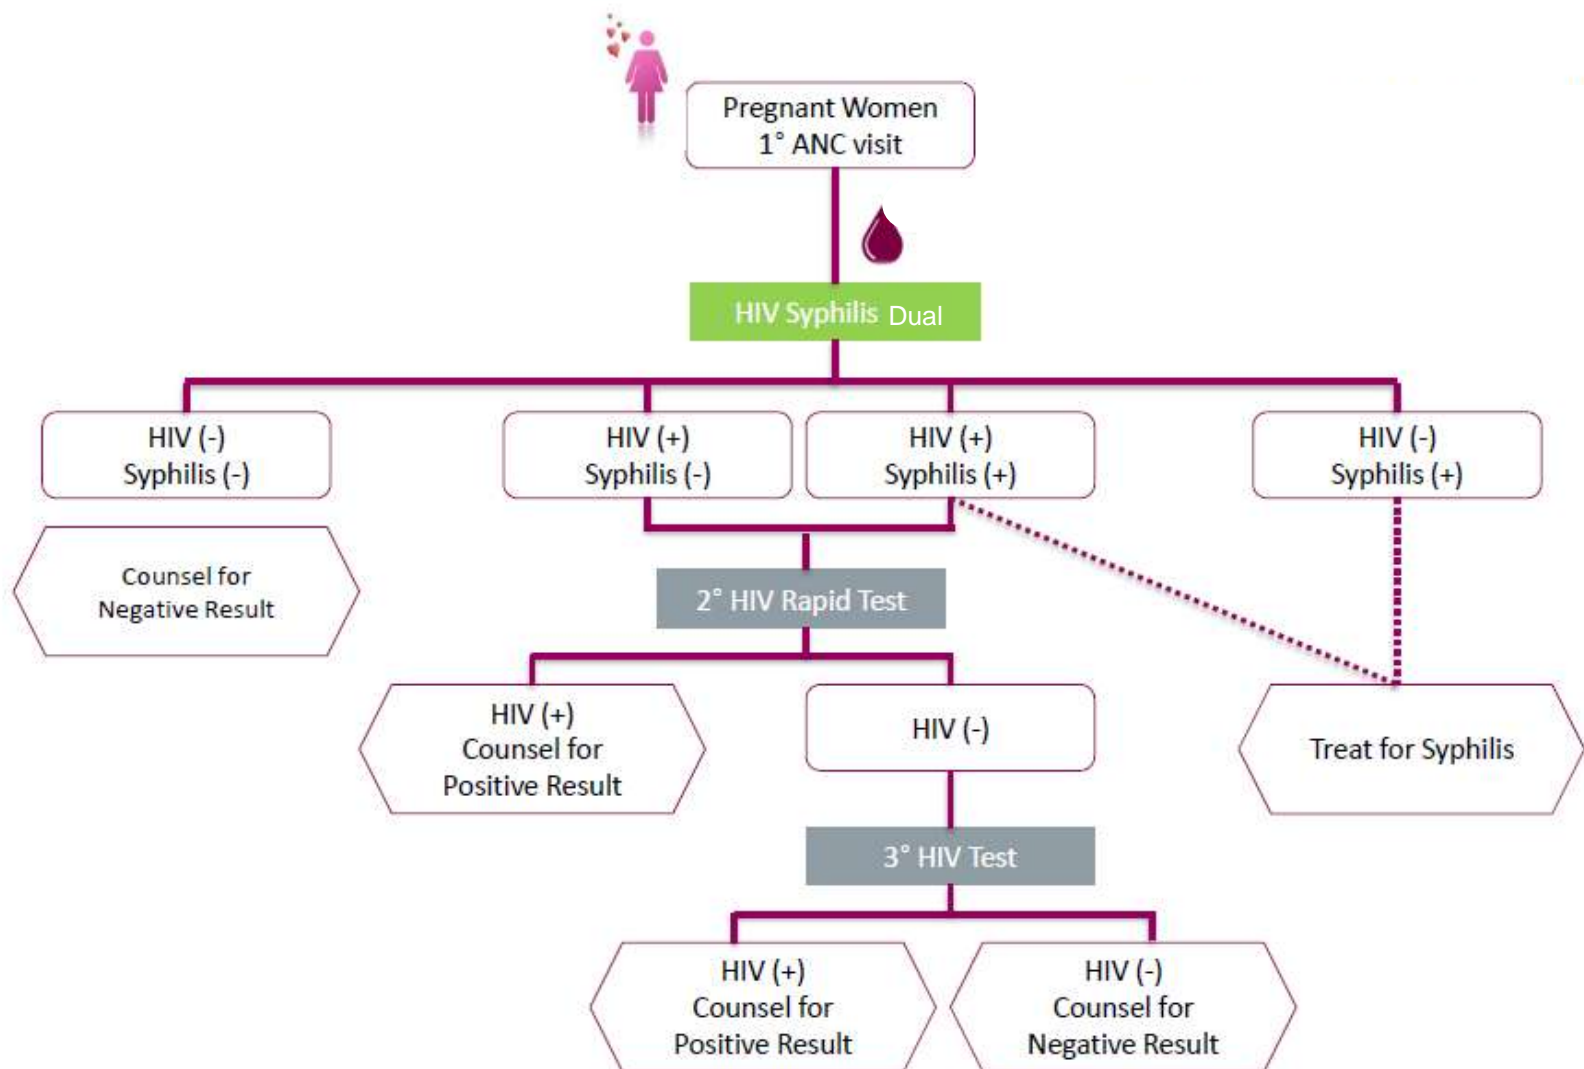 Pregnant Women
1° ANC visit
HIV Syphilis Dual
HIV (-)
Syphilis (-)
HIV (+)
Syphilis (-)
HIV (+)
Syphilis (+)
HIV (-)
Syphilis (+)
Counsel for
Negative Result
2° HIV Rapid Test
HIV (+)
Counsel for
Positive Result
HIV (-)
Treat for Syphilis
3° HIV Test
HIV (+)
Counsel for
Positive Result
HIV (-)
Counsel for
Negative Result